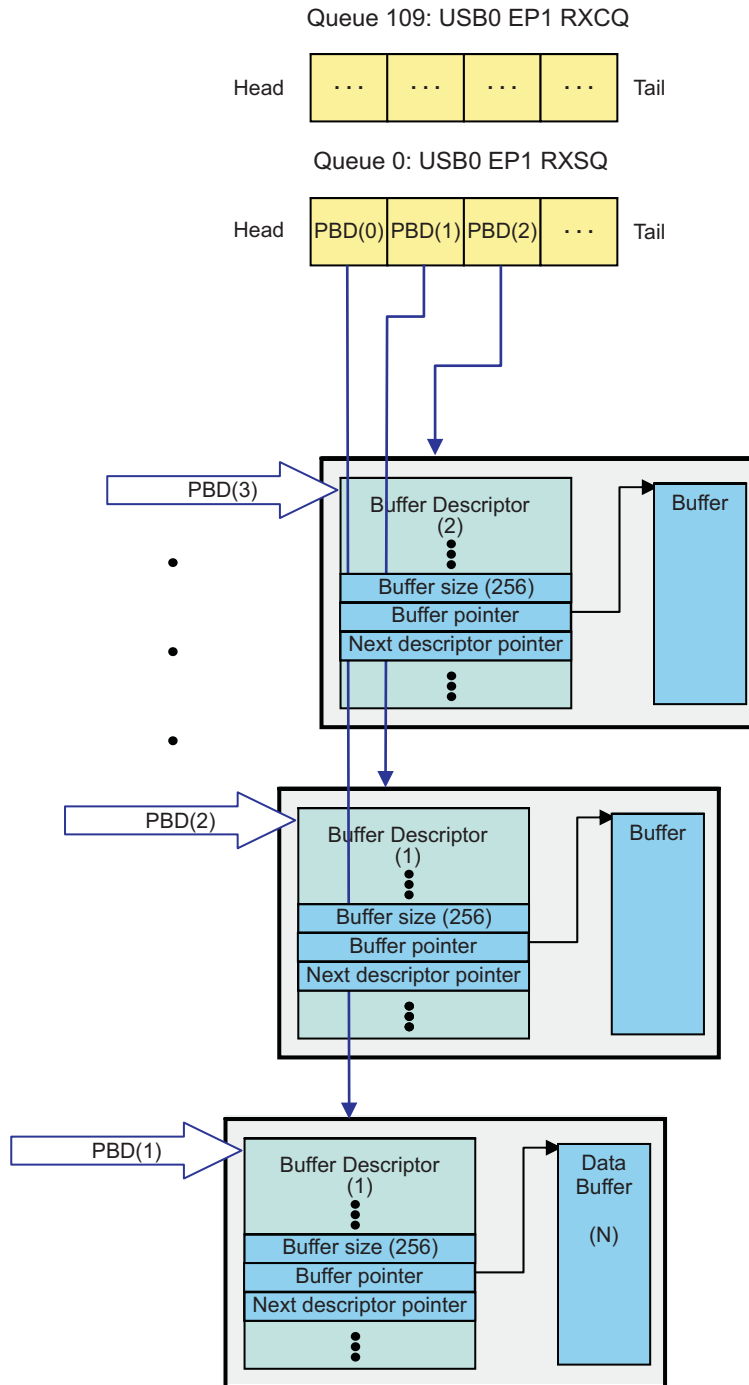 Queue 109: USB0 EP1 RXCQ
Head ... ... ... ... Tail
Queue 0: USB0 EP1 RXSQ
Head PBD(0) PBD(1) PBD(2) ... Tail
PBD(3)
Buffer Descriptor
(2)
Buffer size (256)
Buffer pointer
Next descriptor pointer
Buffer
PBD(2)
Buffer Descriptor
(1)
Buffer size (256)
Buffer pointer
Next descriptor pointer
Buffer
PBD(1)
Buffer Descriptor
(1)
Buffer size (256)
Buffer pointer
Next descriptor pointer
Data
Buffer
(N)